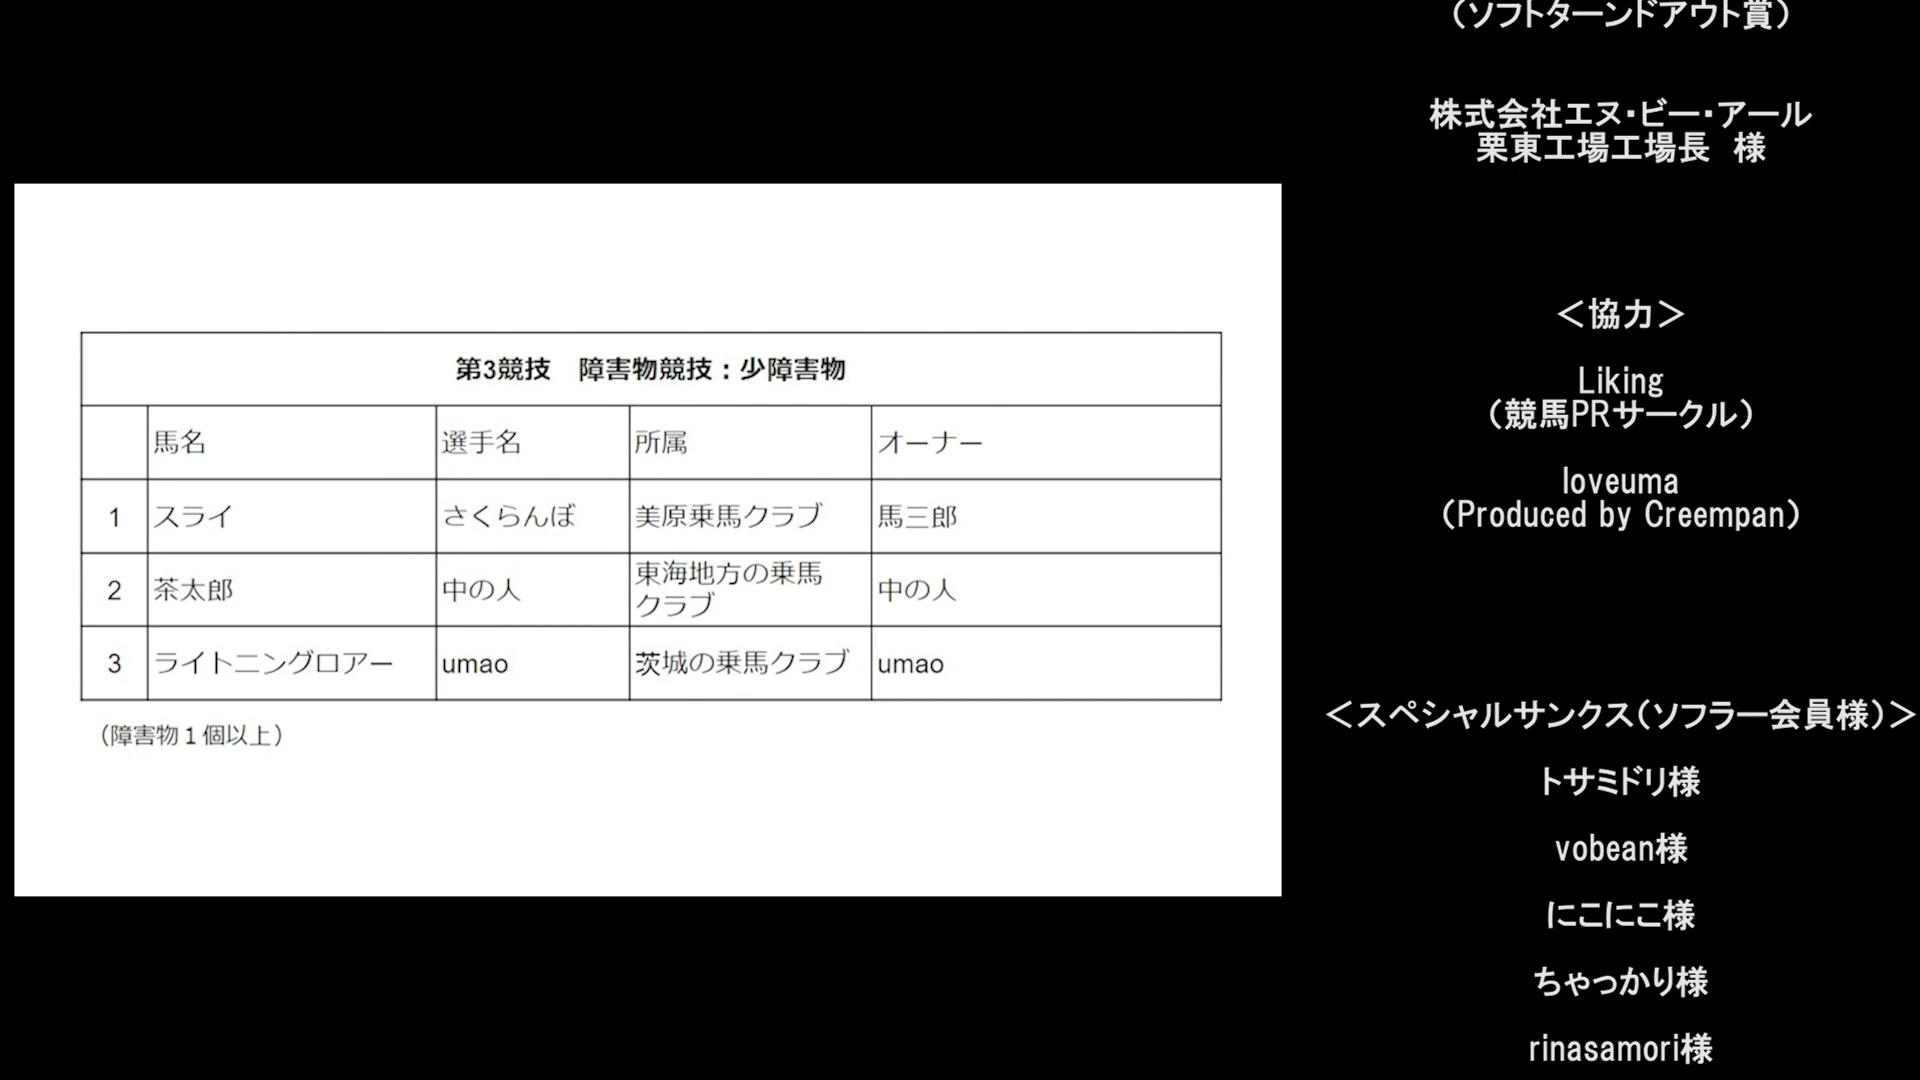 第3競技　障害物競技：少障害物
馬名 選手名 所属 オーナー
1 スライ さくらんぼ 美原乗馬クラブ 馬三郎
2 茶太郎 中の人 東海地方の乗馬
クラブ 中の人
3 ライトニングロアー umao 茨城の乗馬クラブ umao
（障害物１個以上）
（ソフトターンドアウト賞）
株式会社エヌ・ビー・アール
栗東工場工場長　様
＜協力＞
Liking
（競馬PRサークル）
loveuma
（Produced by Creempan）
＜スペシャルサンクス（ソフラー会員様）＞
トサミドリ様
vobean様
にこにこ様
ちゃっかり様
rinasamori様